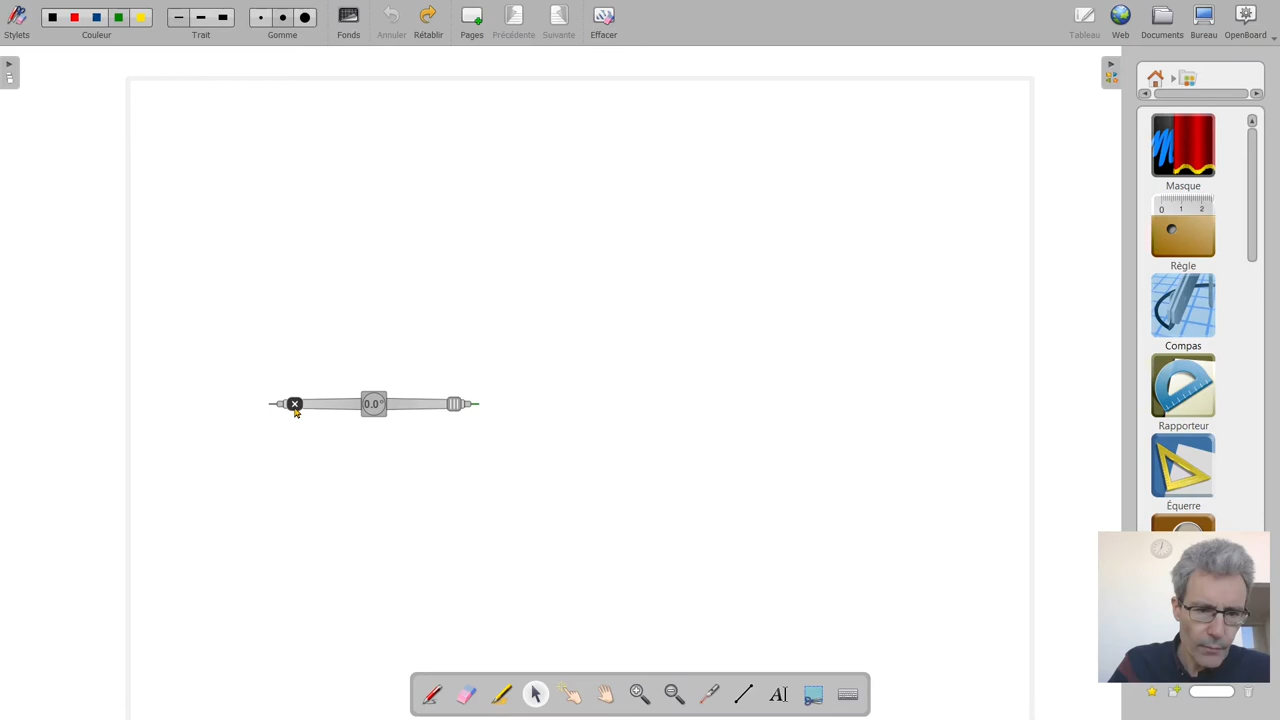 Stylets
Couleur
Trait
Gomme
Fonds
Annuler
Rétablir
Pages
Précédente
Suivante
Effacer
Tableau
Web
Documents
Bureau
OpenBoard
Masque
0 1 2
Règle
Compas
Rapporteur
Équerre
0.0°
AI